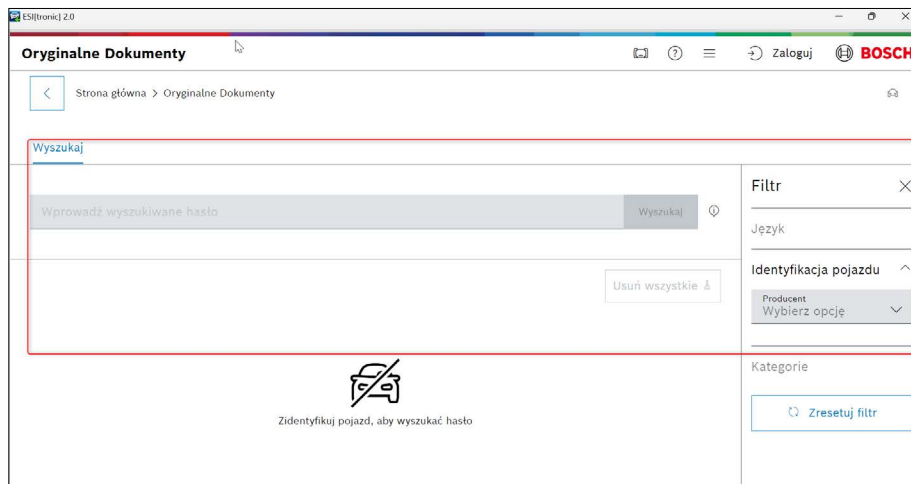 ESI[tronic] 2.0
Oryginalne Dokumenty
Zaloguj
BOSCH
Strona główna > Oryginalne Dokumenty
Wyszukaj
Filtr
Wprowadź wyszukiwane hasło
Wyszukaj
Język
Identyfikacja pojazdu
Usuń wszystkie
Producent
Wybierz opcję
Kategorie
Zresetuj filtr
Zidentyfikuj pojazd, aby wyszukać hasło